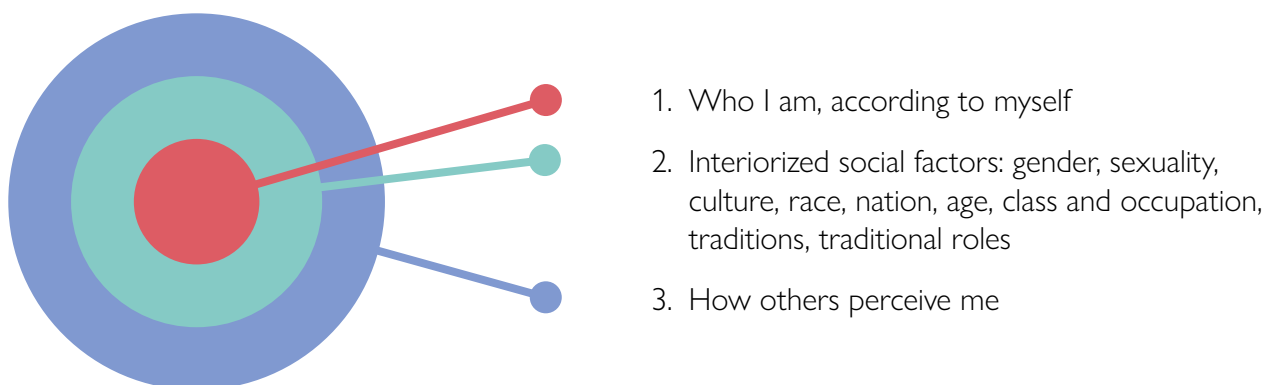 1. Who I am, according to myself
2. Interiorized social factors: gender, sexuality,
culture, race, nation, age, class and occupation,
traditions, traditional roles
3. How others perceive me